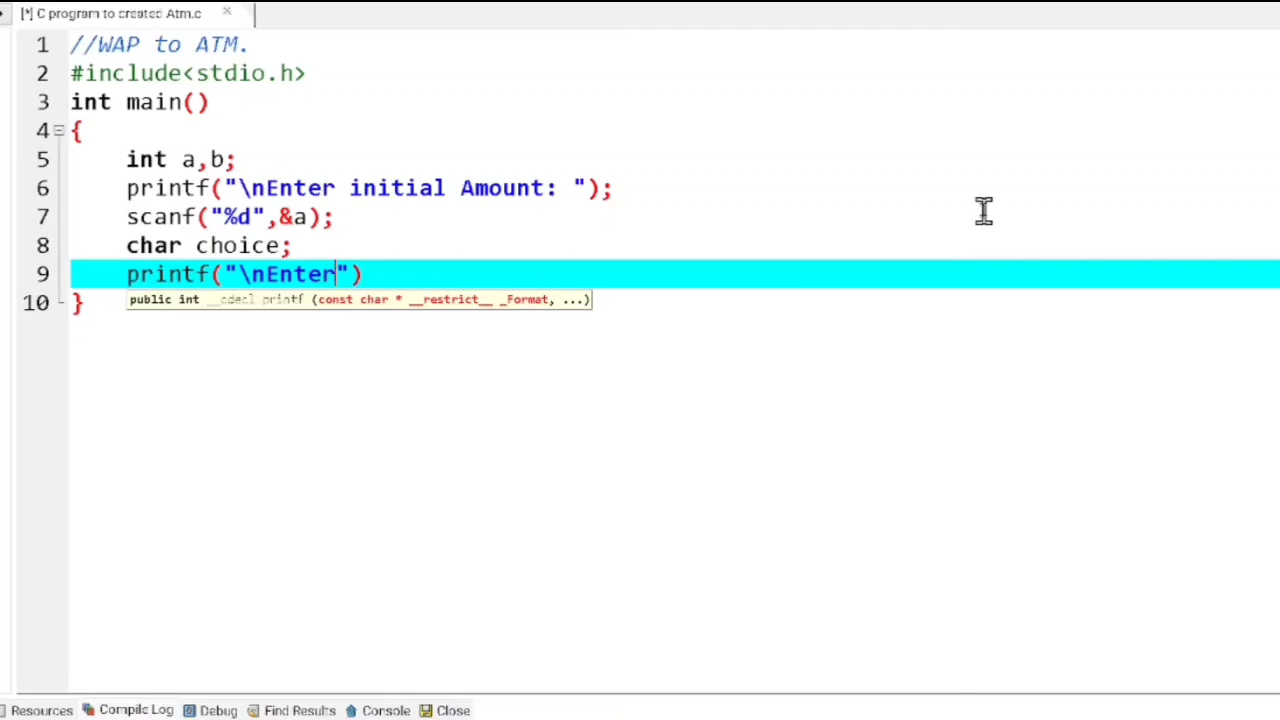 [*] C program to created Atm.c
1 //WAP to ATM.
2 #include<stdio.h>
3 int main()
4 {
5 int a,b;
6 printf("\nEnter initial Amount: ");
7 scanf("%d",&a);
8 char choice;
9 printf("\nEnter")
10 }
public int __cdecl printf (const char * __restrict__ _Format, ...)
Resources Compile Log Debug Find Results Console Close